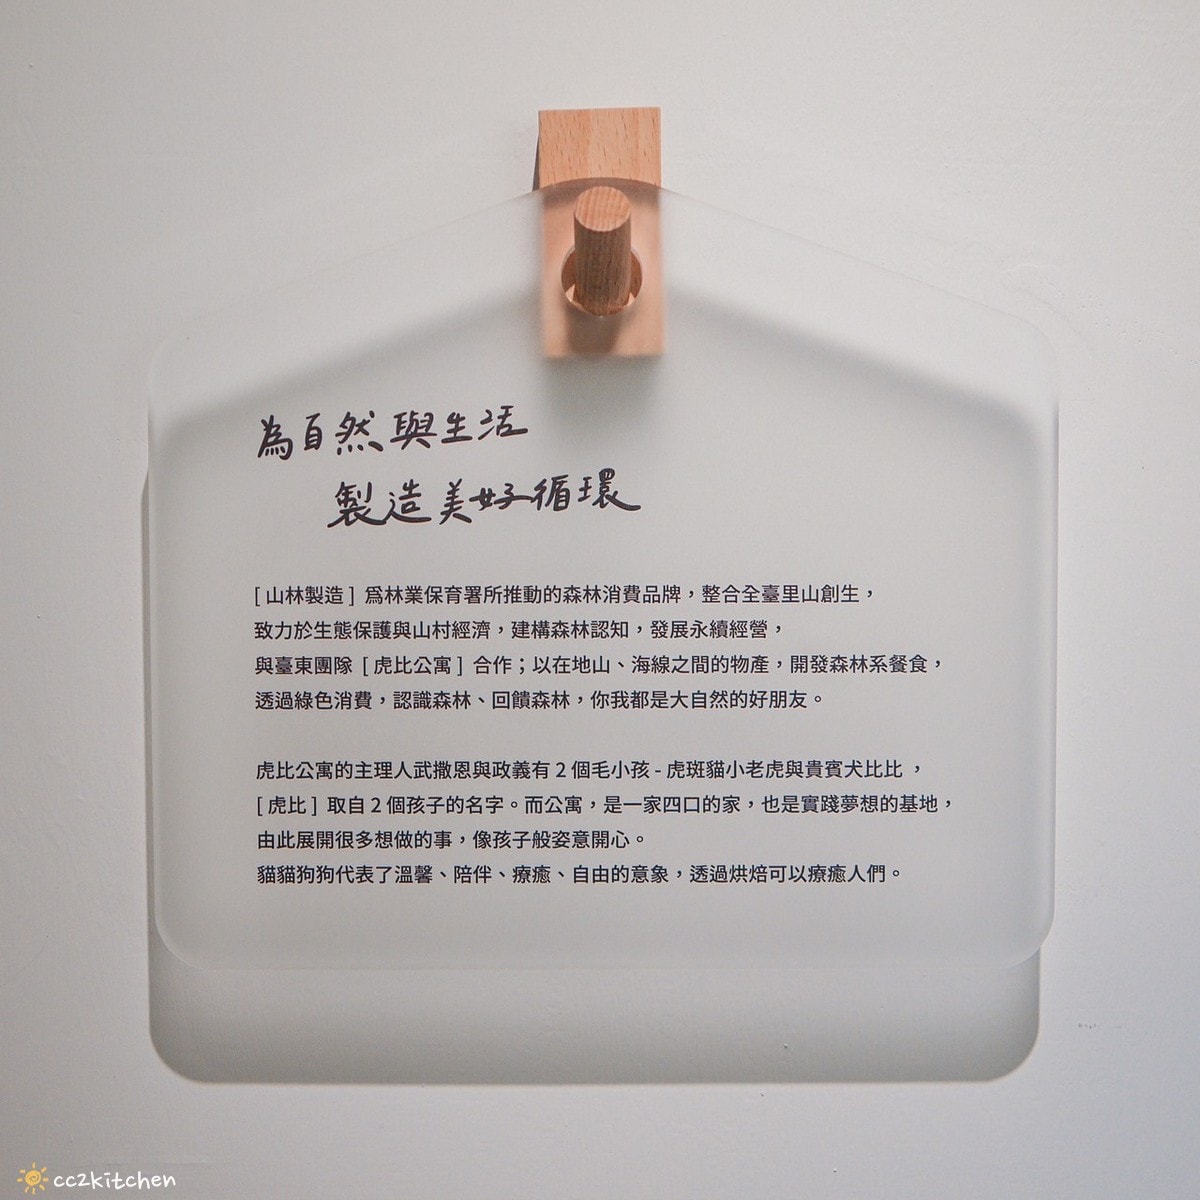 為自然與生活
製造美好循環
[ 山林製造 ] 爲林業保育署所推動的森林消費品牌，整合全臺里山創生，
致力於生態保護與山村經濟，建構森林認知，發展永續經營，
與臺東團隊 [ 虎比公寓 ] 合作；以在地山、海線之間的物產，開發森林系餐食，
透過綠色消費，認識森林、回饋森林，你我都是大自然的好朋友。
虎比公寓的主理人武撒恩與政義有 2 個毛小孩 - 虎斑貓小老虎與貴賓犬比比 ，
[ 虎比 ] 取自 2 個孩子的名字。而公寓，是一家四口的家，也是實踐夢想的基地，
由此展開很多想做的事，像孩子般姿意開心。
貓貓狗狗代表了溫馨、陪伴、療癒、自由的意象，透過烘焙可以療癒人們。
cc2kitchen